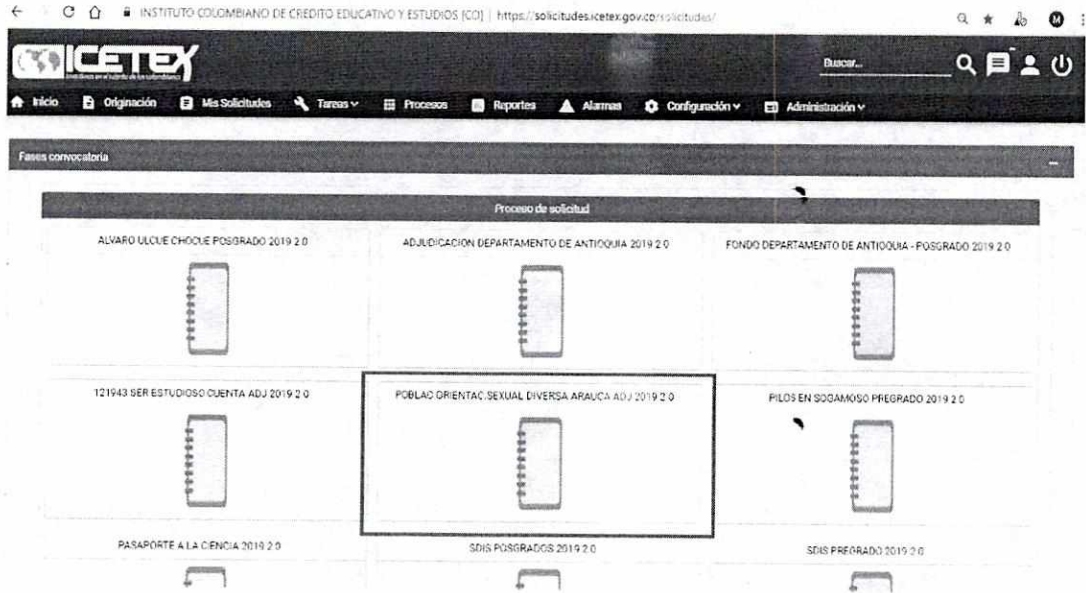 INSTITUTO COLOMBIANO DE CREDITO EDUCATIVO Y ESTUDIOS [CO] | https://solicitudes.icetex.gov.co/solicitudes/
M
ICETEX
Buscar...
Inicio Originación Mis Solicitudes Tareas Procesos Reportes Alarmas Configuración Administración
Fases convocatoria
Proceso de solicitud
ALVARO ULCUE CHOCUE POSGRADO 2019 2.0
ADJUDICACION DEPARTAMENTO DE ANTIOQUIA 2019 2.0
FONDO DEPARTAMENTO DE ANTIOQUIA - POSGRADO 2019 2.0
121943 SER ESTUDIOSO CUENTA ADJ 2019 2.0
POBLAC.ORIENTAC.SEXUAL DIVERSA ARAUCA ADJ 2019 2.0
PILOS EN SOGAMOSO PREGRADO 2019 2.0
PASAPORTE A LA CIENCIA 2019 2.0
SDIS POSGRADOS 2019 2.0
SDIS PREGRADO 2019 2.0